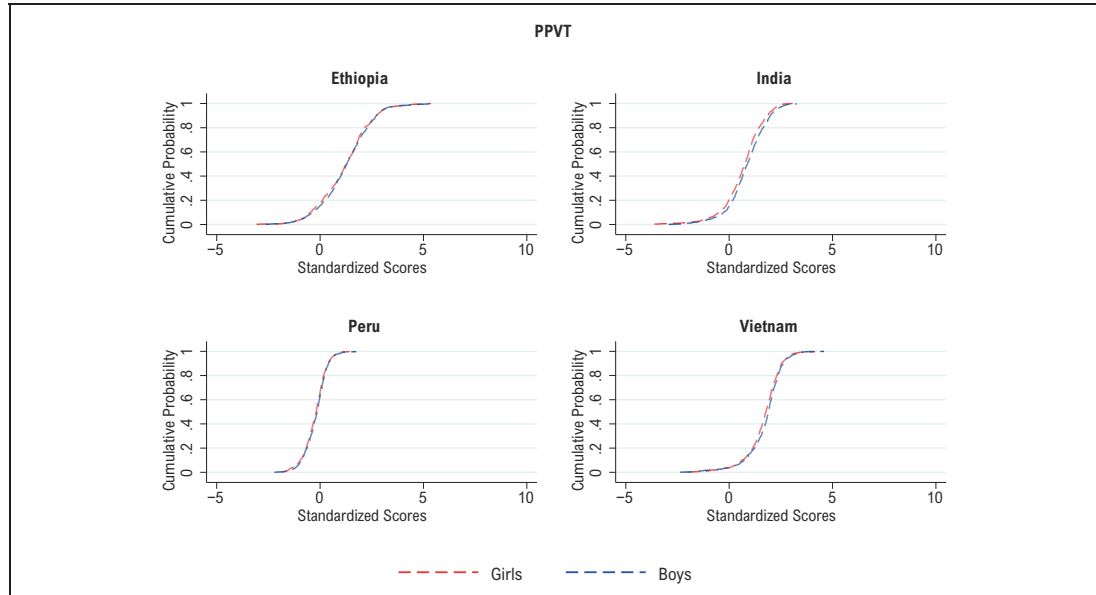 PPVT
Ethiopia
Cumulative Probability
1
.8
.6
.4
.2
0
−5 0 5 10
Standardized Scores
India
Cumulative Probability
1
.8
.6
.4
.2
0
−5 0 5 10
Standardized Scores
Peru
Cumulative Probability
1
.8
.6
.4
.2
0
−5 0 5 10
Standardized Scores
Vietnam
Cumulative Probability
1
.8
.6
.4
.2
0
−5 0 5 10
Standardized Scores
Girls Boys